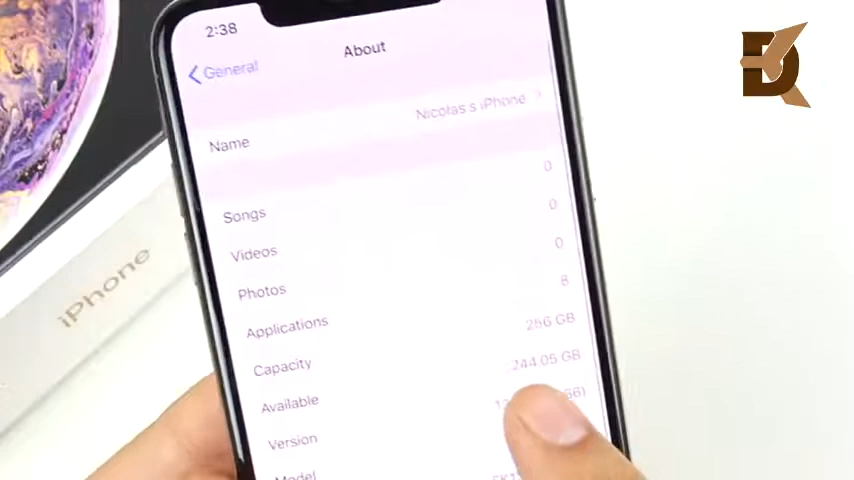 2:38
General
About
Name Nicolas's iPhone
Songs 0
Videos 0
Photos 0
Applications 8
Capacity 256 GB
Available 244.05 GB
Version
Model
iPhone
D